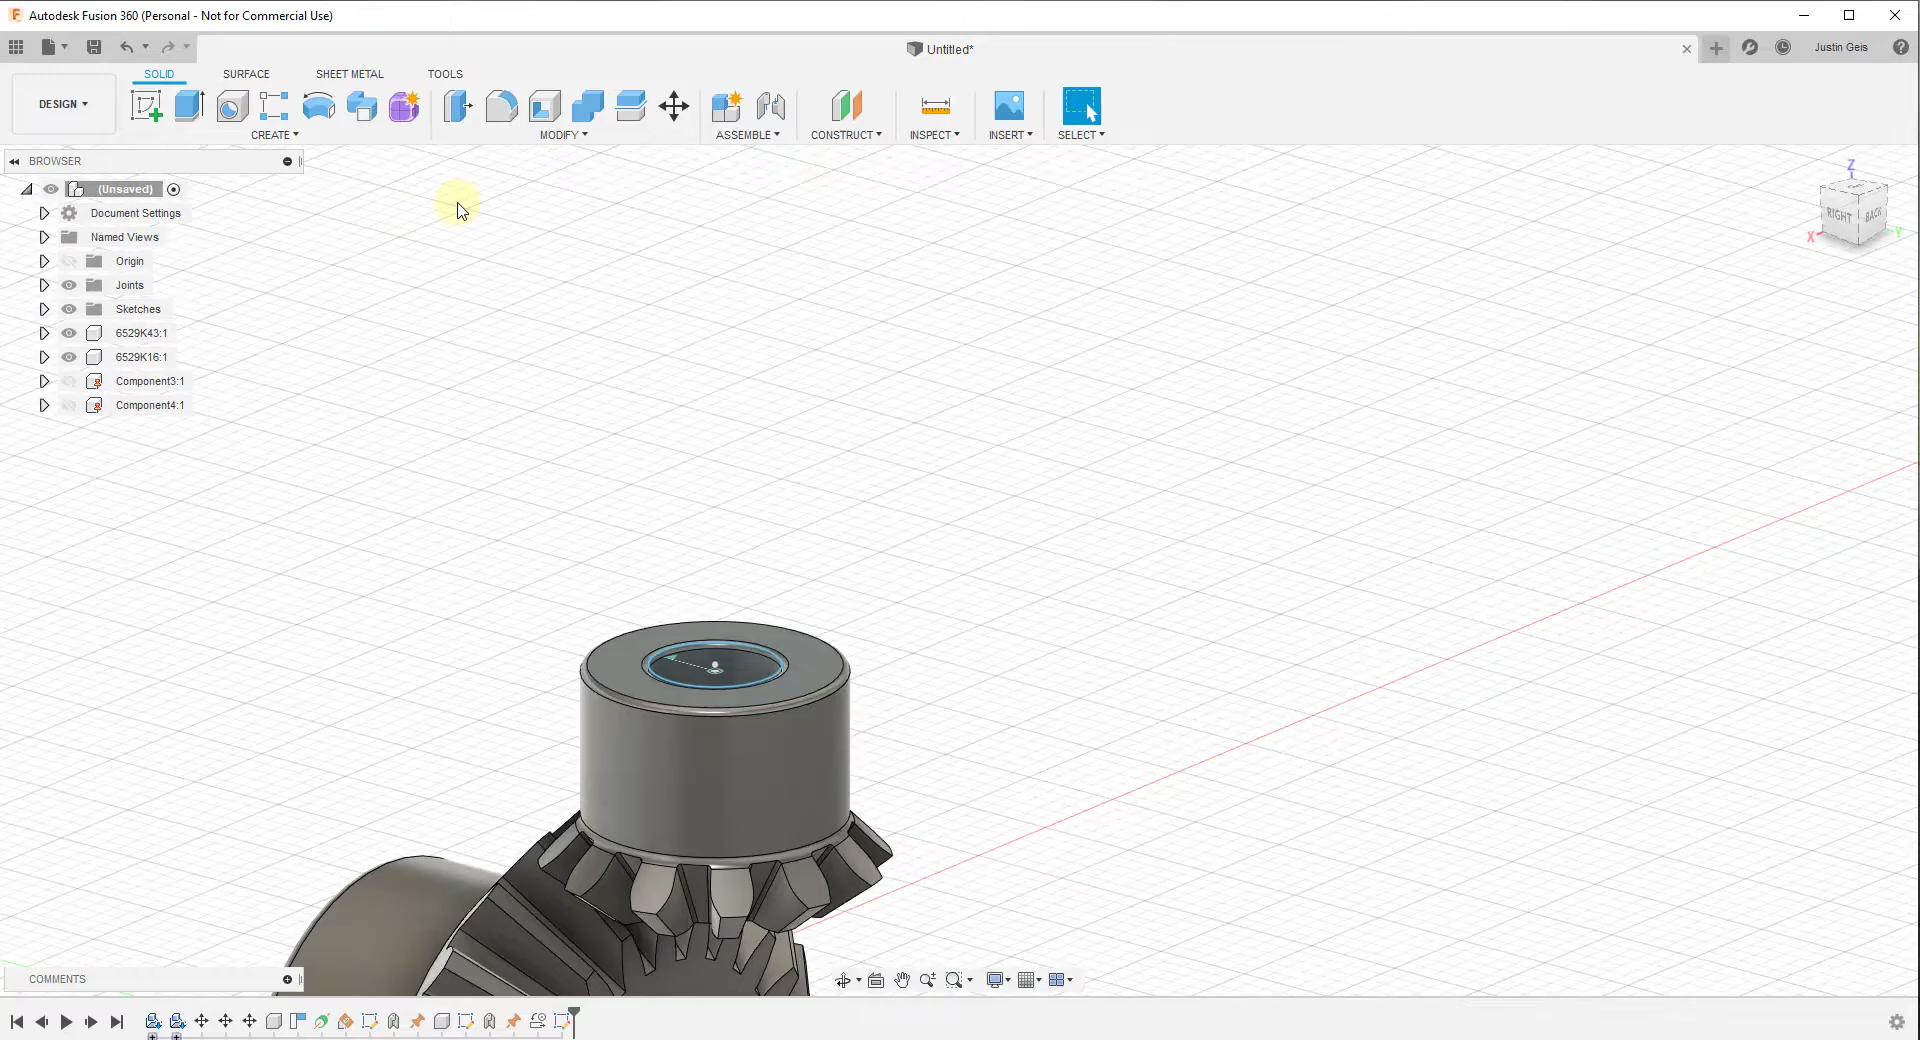 Autodesk Fusion 360 (Personal - Not for Commercial Use)
Untitled*
Justin Geis
SOLID SURFACE SHEET METAL TOOLS
DESIGN
CREATE MODIFY ASSEMBLE CONSTRUCT INSPECT INSERT SELECT
BROWSER
(Unsaved)
Document Settings
Named Views
Origin
Joints
Sketches
6529K43:1
6529K16:1
Component3:1
Component4:1
Z
RIGHT BACK
X Y
COMMENTS